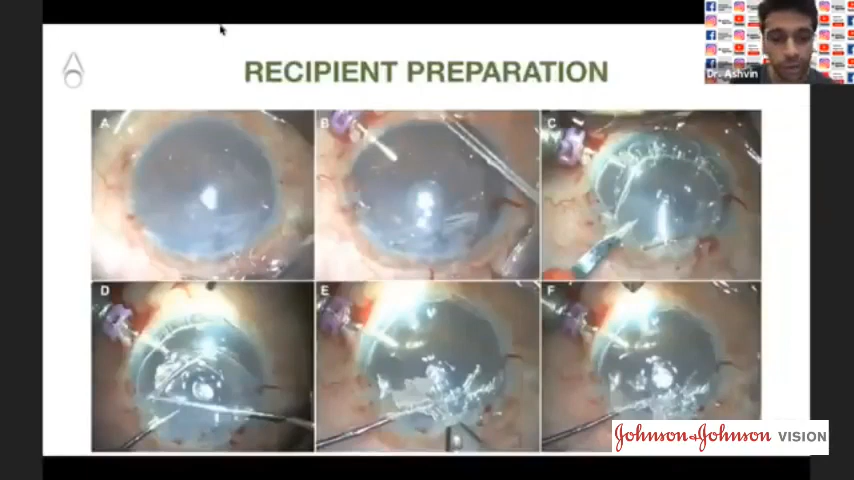 Dr. Ashvin
RECIPIENT PREPARATION
A
B
C
D
E
F
Johnson & Johnson VISION